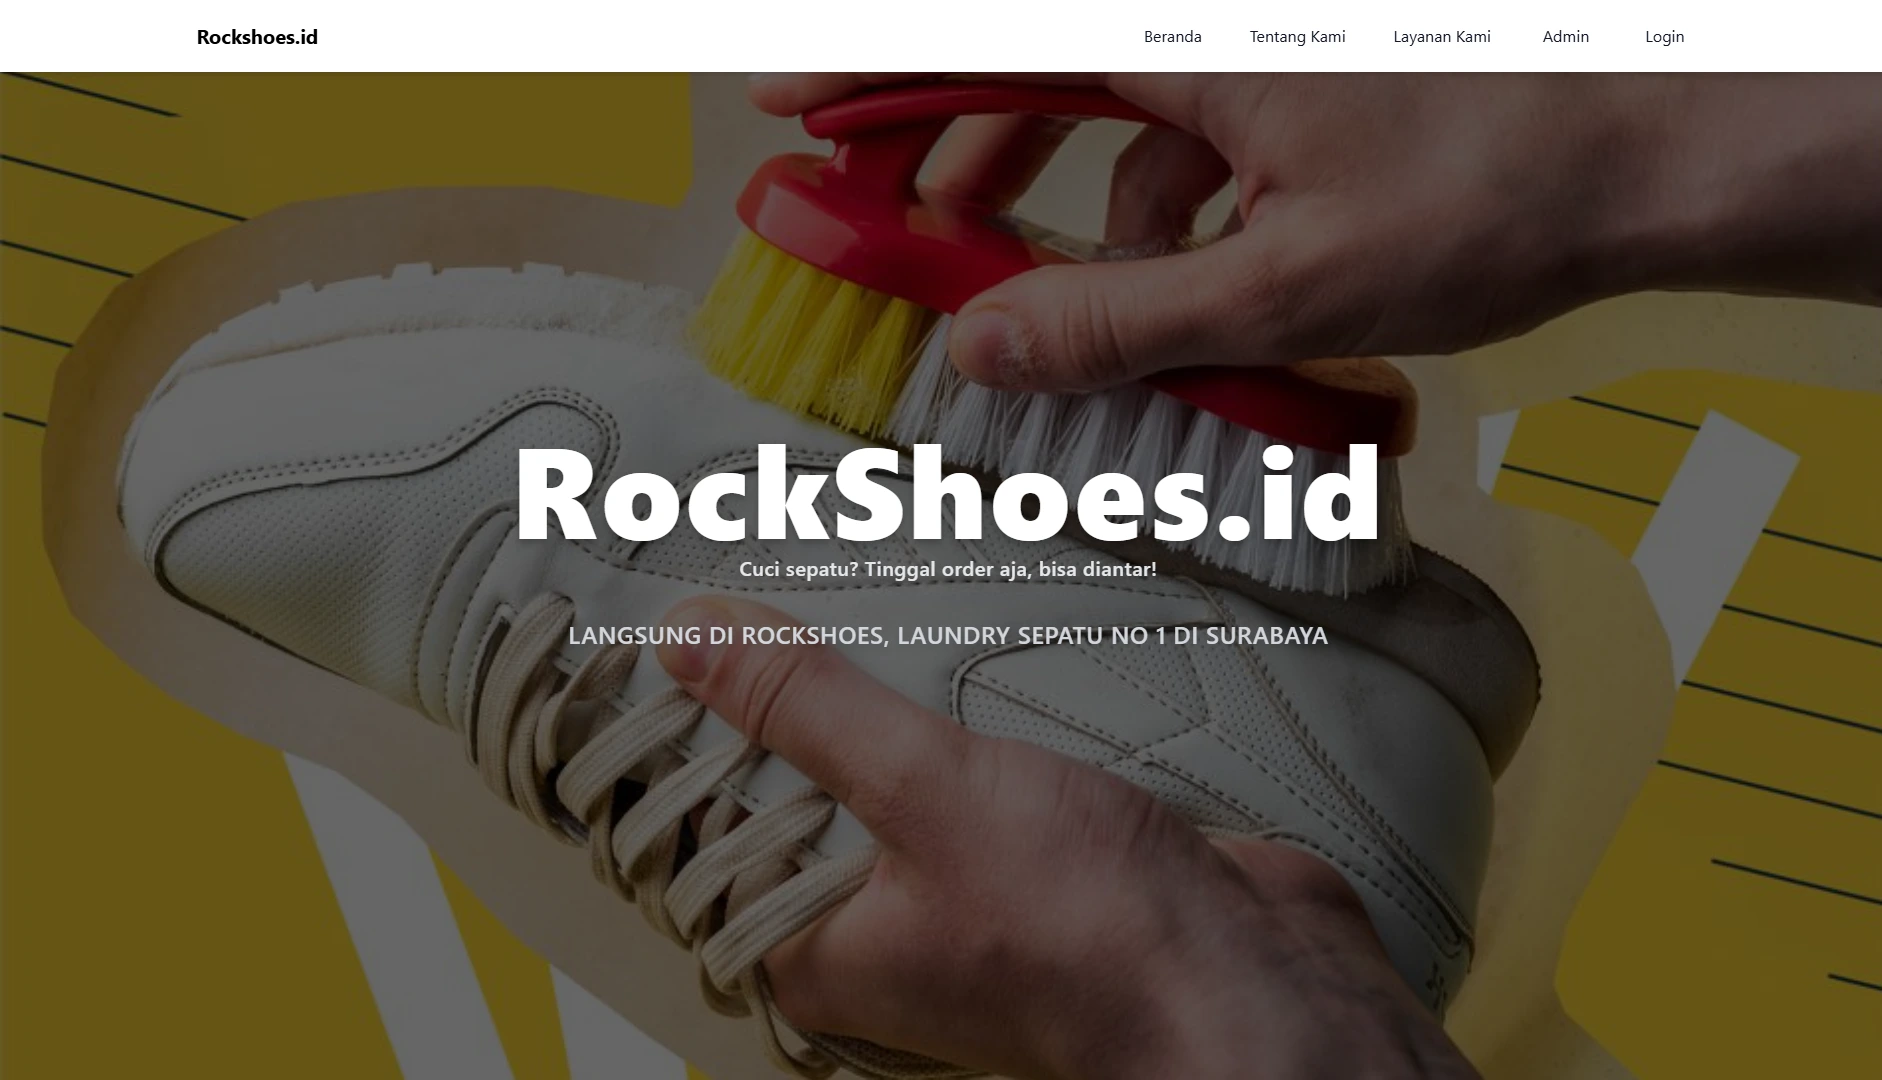 Rockshoes.id
Beranda Tentang Kami Layanan Kami Admin Login
RockShoes.id
Cuci sepatu? Tinggal order aja, bisa diantar!
LANGSUNG DI ROCKSHOES, LAUNDRY SEPATU NO 1 DI SURABAYA